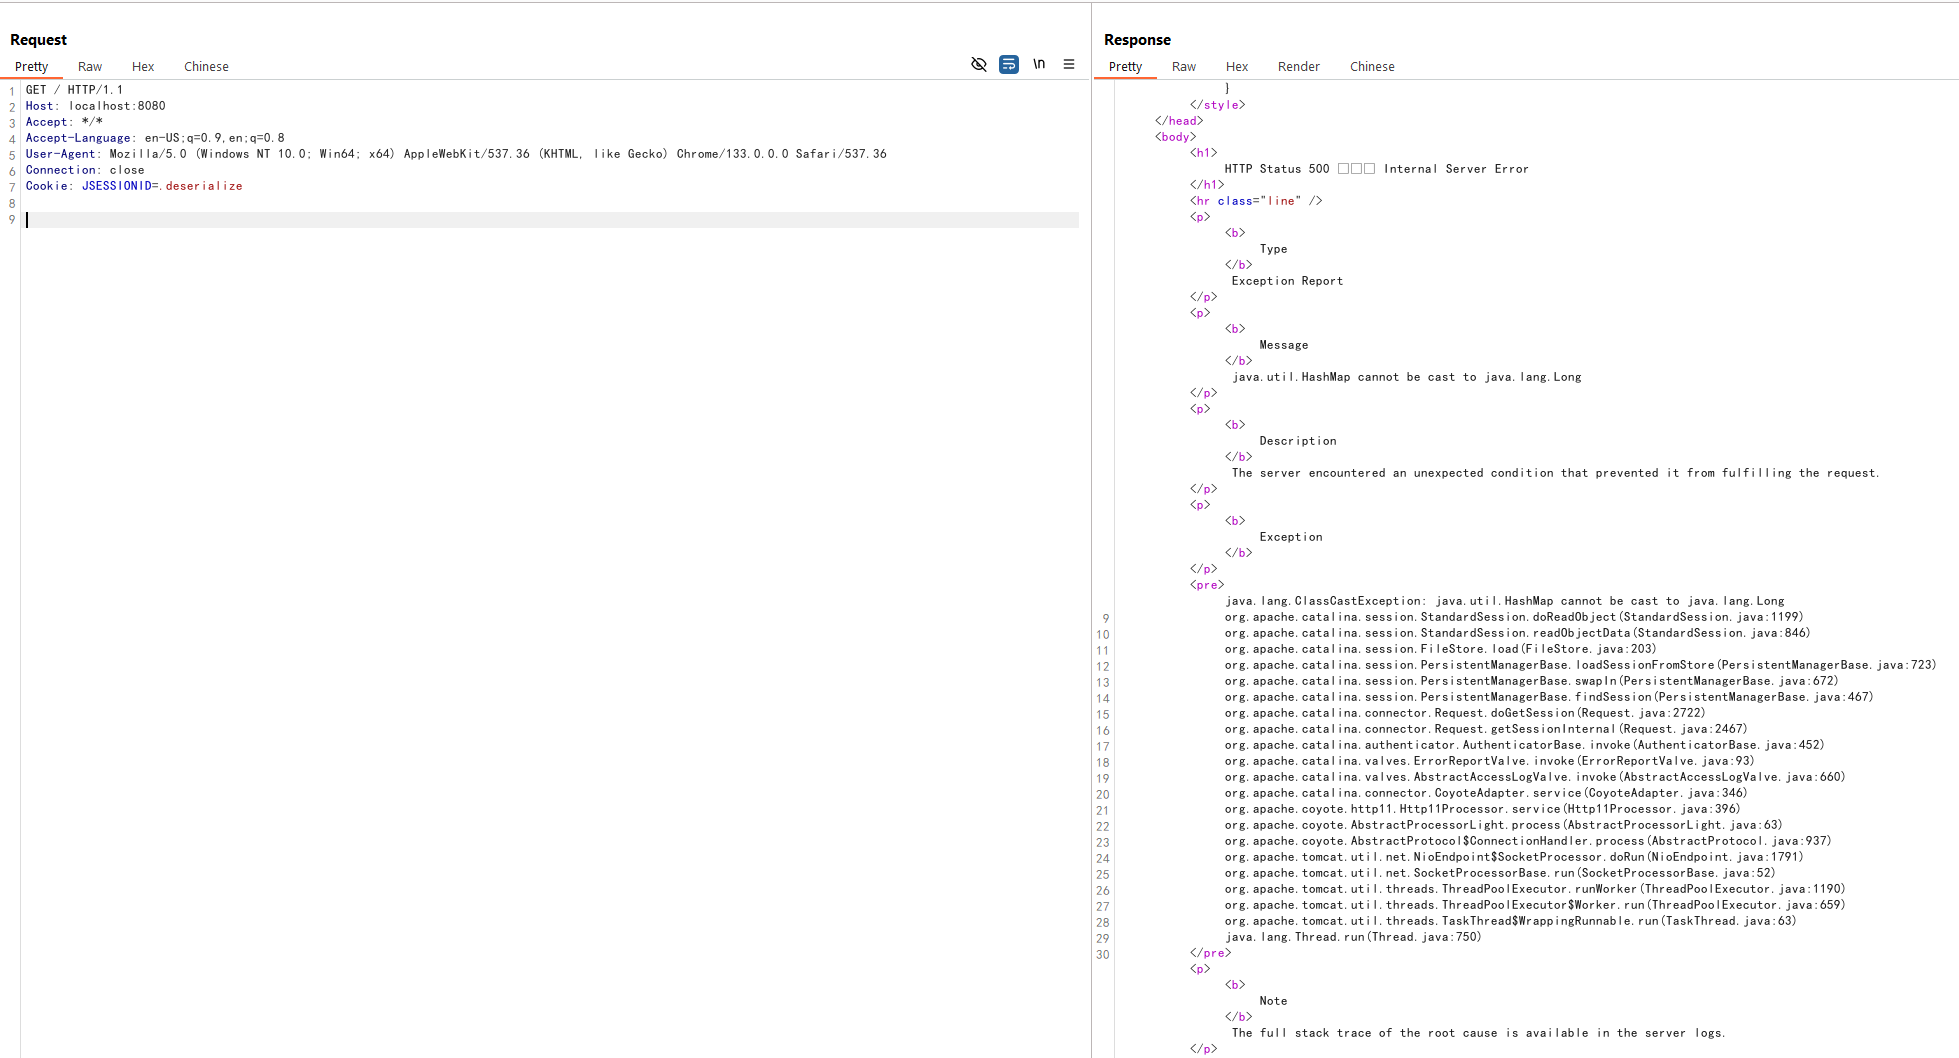 Request
Pretty Raw Hex Chinese
\n
1 GET / HTTP/1.1
2 Host: localhost:8080
3 Accept: */*
4 Accept-Language: en-US;q=0.9,en;q=0.8
5 User-Agent: Mozilla/5.0 (Windows NT 10.0; Win64; x64) AppleWebKit/537.36 (KHTML, like Gecko) Chrome/133.0.0.0 Safari/537.36
6 Connection: close
7 Cookie: JSESSIONID=.deserialize
8
9
Response
Pretty Raw Hex Render Chinese
}
</style>
</head>
<body>
<h1>
HTTP Status 500 □□□ Internal Server Error
</h1>
<hr class="line" />
<p>
<b>
Type
</b>
Exception Report
</p>
<p>
<b>
Message
</b>
java.util.HashMap cannot be cast to java.lang.Long
</p>
<p>
<b>
Description
</b>
The server encountered an unexpected condition that prevented it from fulfilling the request.
</p>
<p>
<b>
Exception
</b>
</p>
<pre>
java.lang.ClassCastException: java.util.HashMap cannot be cast to java.lang.Long
9 org.apache.catalina.session.StandardSession.doReadObject(StandardSession.java:1199)
10 org.apache.catalina.session.StandardSession.readObjectData(StandardSession.java:846)
11 org.apache.catalina.session.FileStore.load(FileStore.java:203)
12 org.apache.catalina.session.PersistentManagerBase.loadSessionFromStore(PersistentManagerBase.java:723)
13 org.apache.catalina.session.PersistentManagerBase.swapIn(PersistentManagerBase.java:672)
14 org.apache.catalina.session.PersistentManagerBase.findSession(PersistentManagerBase.java:467)
15 org.apache.catalina.connector.Request.doGetSession(Request.java:2722)
16 org.apache.catalina.connector.Request.getSessionInternal(Request.java:2467)
17 org.apache.catalina.authenticator.AuthenticatorBase.invoke(AuthenticatorBase.java:452)
18 org.apache.catalina.valves.ErrorReportValve.invoke(ErrorReportValve.java:93)
19 org.apache.catalina.valves.AbstractAccessLogValve.invoke(AbstractAccessLogValve.java:660)
20 org.apache.catalina.connector.CoyoteAdapter.service(CoyoteAdapter.java:346)
21 org.apache.coyote.http11.Http11Processor.service(Http11Processor.java:396)
22 org.apache.coyote.AbstractProcessorLight.process(AbstractProcessorLight.java:63)
23 org.apache.coyote.AbstractProtocol$ConnectionHandler.process(AbstractProtocol.java:937)
24 org.apache.tomcat.util.net.NioEndpoint$SocketProcessor.doRun(NioEndpoint.java:1791)
25 org.apache.tomcat.util.net.SocketProcessorBase.run(SocketProcessorBase.java:52)
26 org.apache.tomcat.util.threads.ThreadPoolExecutor.runWorker(ThreadPoolExecutor.java:1190)
27 org.apache.tomcat.util.threads.ThreadPoolExecutor$Worker.run(ThreadPoolExecutor.java:659)
28 org.apache.tomcat.util.threads.TaskThread$WrappingRunnable.run(TaskThread.java:63)
29 java.lang.Thread.run(Thread.java:750)
30 </pre>
<p>
<b>
Note
</b>
The full stack trace of the root cause is available in the server logs.
</p>